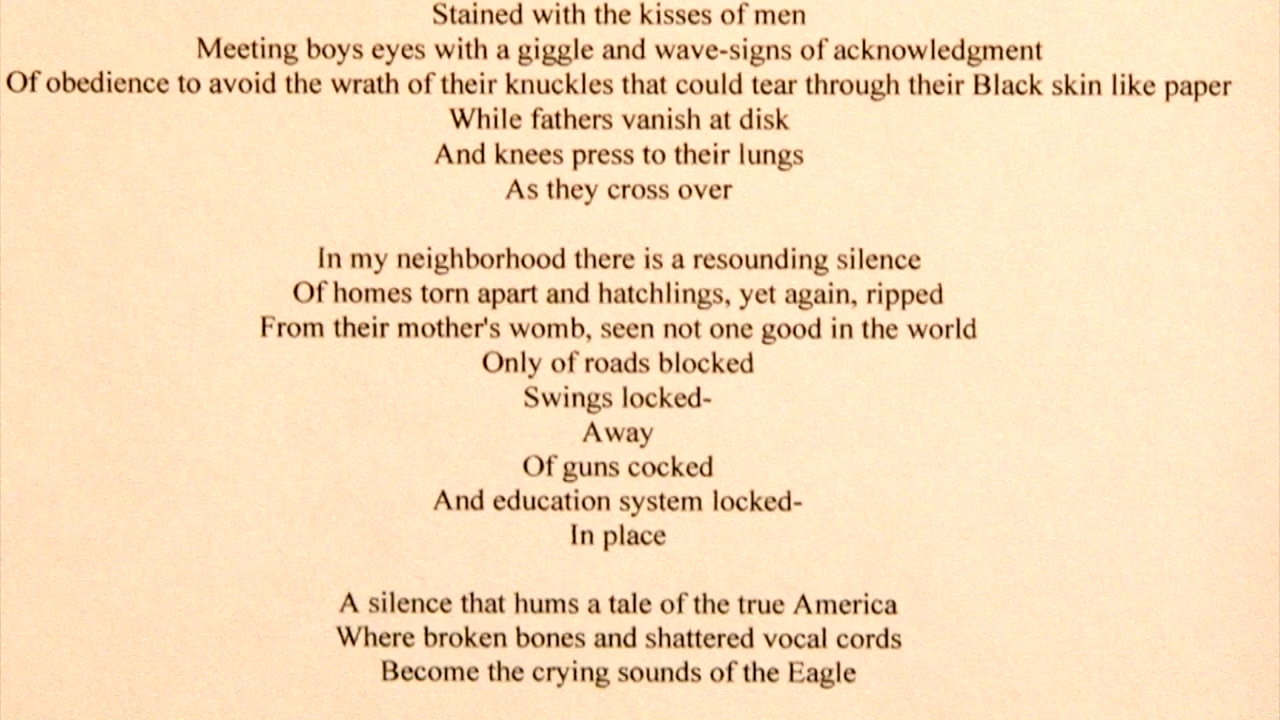 Stained with the kisses of men
Meeting boys eyes with a giggle and wave-signs of acknowledgment
Of obedience to avoid the wrath of their knuckles that could tear through their Black skin like paper
While fathers vanish at disk
And knees press to their lungs
As they cross over
In my neighborhood there is a resounding silence
Of homes torn apart and hatchlings, yet again, ripped
From their mother's womb, seen not one good in the world
Only of roads blocked
Swings locked-
Away
Of guns cocked
And education system locked-
In place
A silence that hums a tale of the true America
Where broken bones and shattered vocal cords
Become the crying sounds of the Eagle